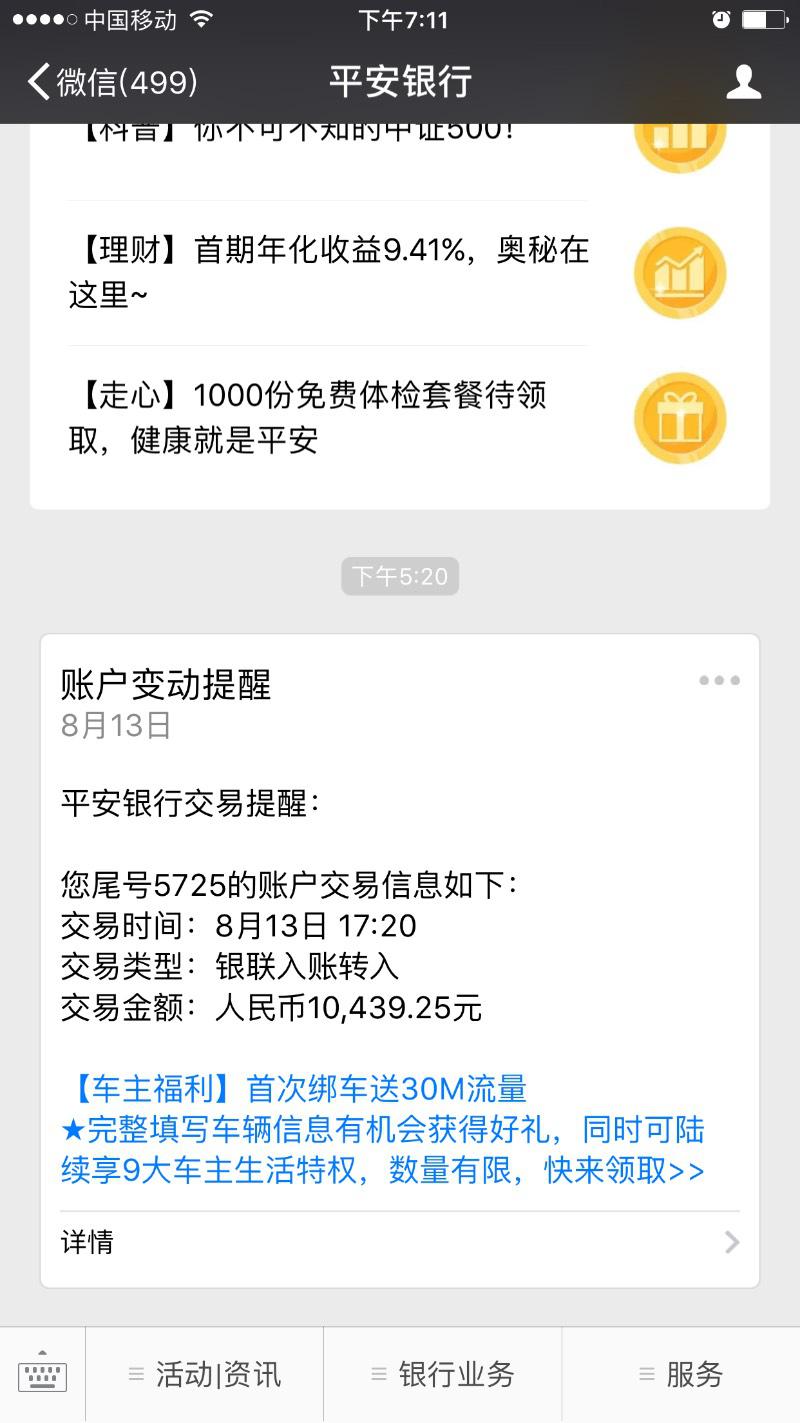 中国移动
下午7:11
微信(499)
平安银行
【科普】你不可不知的中证500！
【理财】首期年化收益9.41%，奥秘在
这里~
【走心】1000份免费体检套餐待领
取，健康就是平安
下午5:20
账户变动提醒
8月13日
平安银行交易提醒：
您尾号5725的账户交易信息如下：
交易时间：8月13日 17:20
交易类型：银联入账转入
交易金额：人民币10,439.25元
【车主福利】首次绑车送30M流量
★完整填写车辆信息有机会获得好礼，同时可陆
续享9大车主生活特权，数量有限，快来领取>>
详情
活动|资讯
银行业务
服务